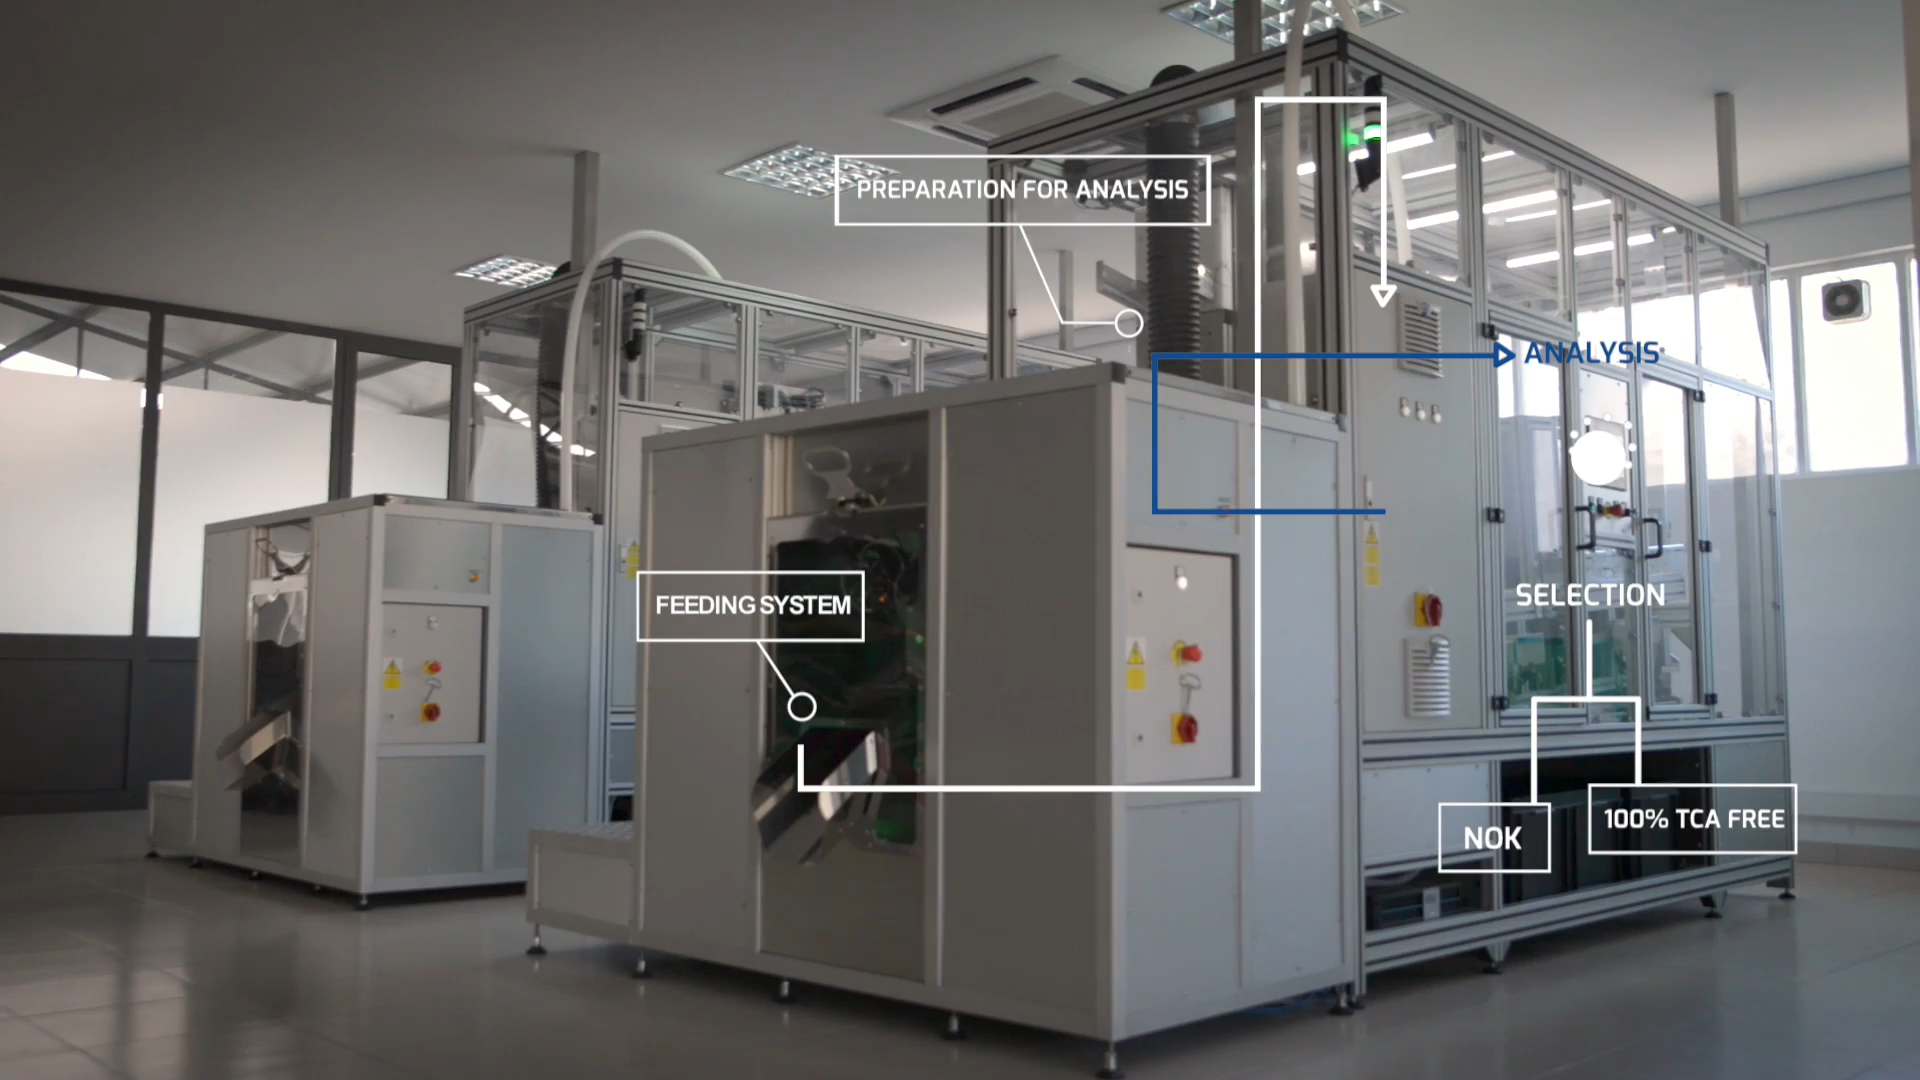 PREPARATION FOR ANALYSIS
ANALYSIS
FEEDING SYSTEM
SELECTION
NOK
100% TCA FREE